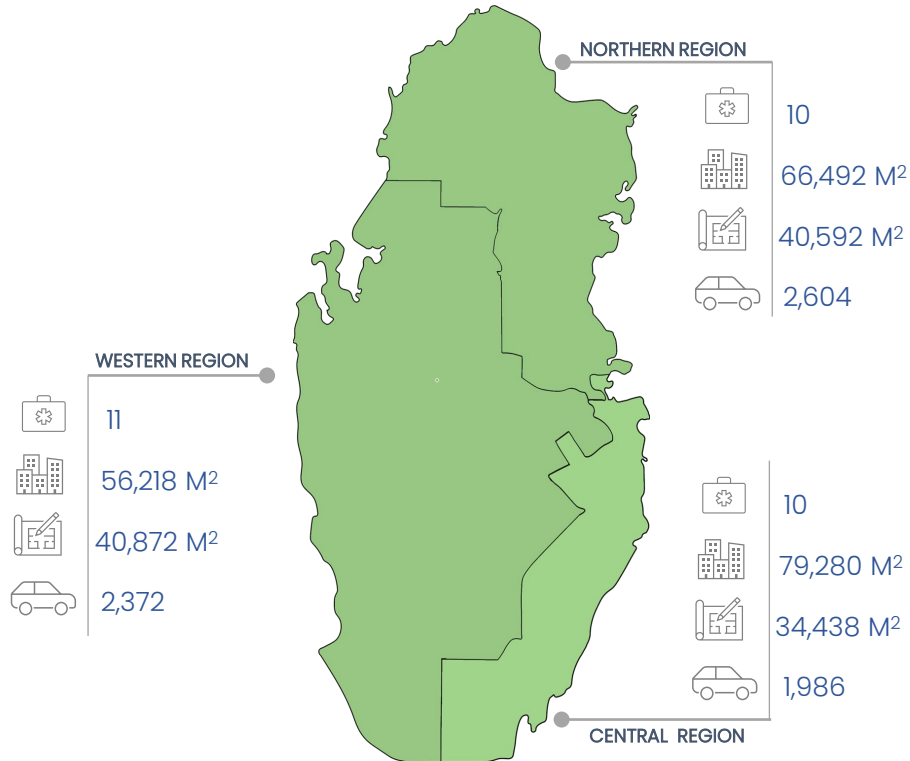 NORTHERN REGION
10
66,492 M²
40,592 M²
2,604
WESTERN REGION
11
56,218 M²
40,872 M²
2,372
10
79,280 M²
34,438 M²
1,986
CENTRAL REGION